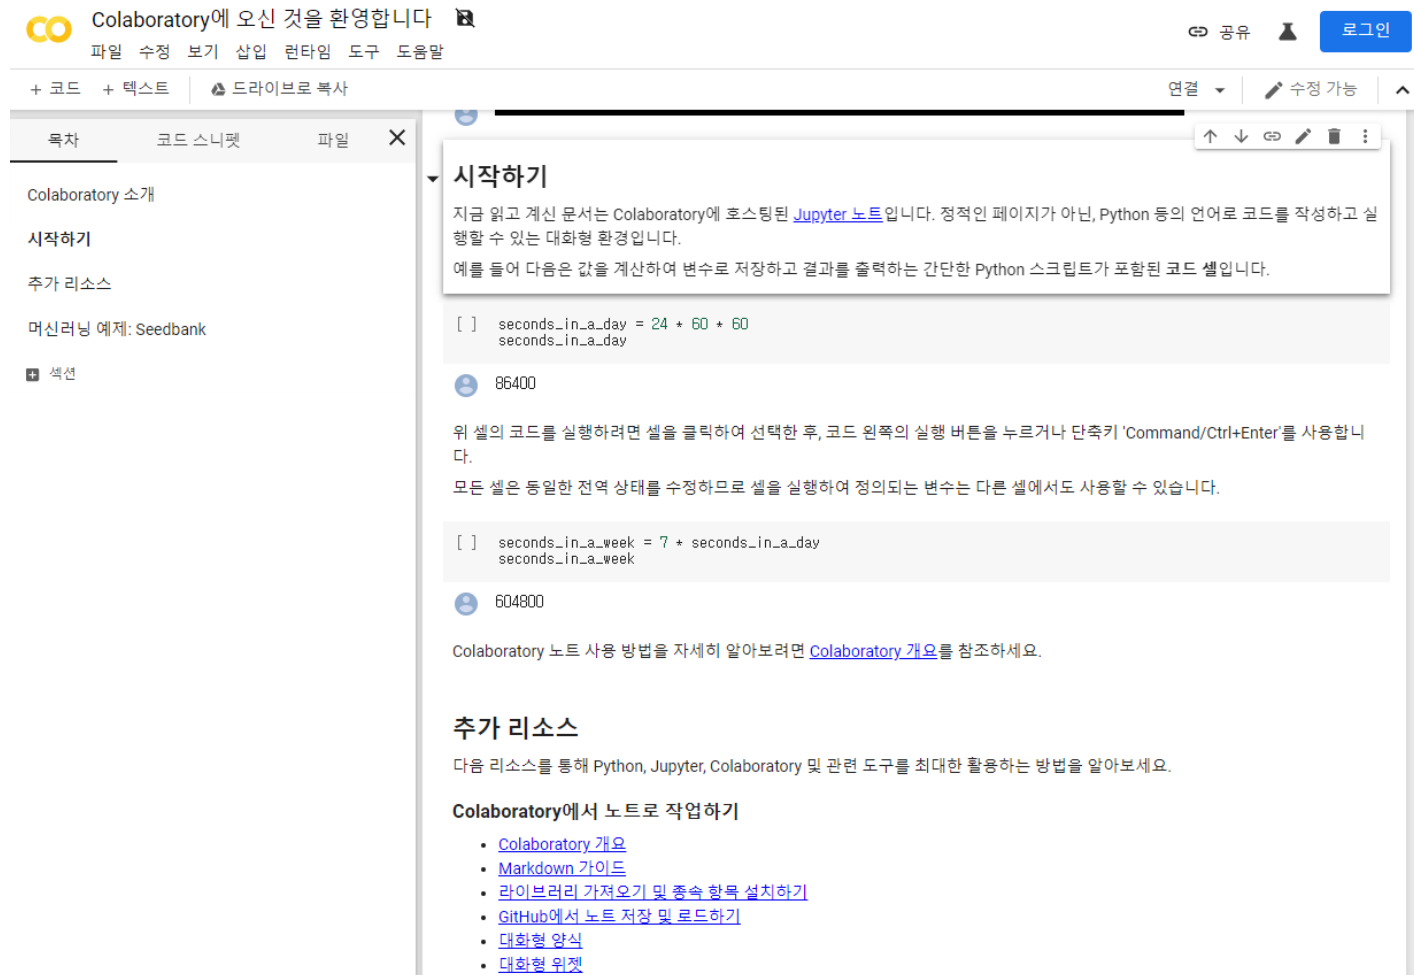 CO
Colaboratory에 오신 것을 환영합니다
파일 수정 보기 삽입 런타임 도구 도움말
공유
로그인
+ 코드 + 텍스트 드라이브로 복사
연결
수정 가능
목차 코드 스니펫 파일
Colaboratory 소개
시작하기
추가 리소스
머신러닝 예제: Seedbank
섹션
시작하기
지금 읽고 계신 문서는 Colaboratory에 호스팅된 Jupyter 노트입니다. 정적인 페이지가 아닌, Python 등의 언어로 코드를 작성하고 실
행할 수 있는 대화형 환경입니다.
예를 들어 다음은 값을 계산하여 변수로 저장하고 결과를 출력하는 간단한 Python 스크립트가 포함된 코드 셀입니다.
[ ] seconds_in_a_day = 24 * 60 * 60
seconds_in_a_day
86400
위 셀의 코드를 실행하려면 셀을 클릭하여 선택한 후, 코드 왼쪽의 실행 버튼을 누르거나 단축키 'Command/Ctrl+Enter'를 사용합니
다.
모든 셀은 동일한 전역 상태를 수정하므로 셀을 실행하여 정의되는 변수는 다른 셀에서도 사용할 수 있습니다.
[ ] seconds_in_a_week = 7 * seconds_in_a_day
seconds_in_a_week
604800
Colaboratory 노트 사용 방법을 자세히 알아보려면 Colaboratory 개요를 참조하세요.
추가 리소스
다음 리소스를 통해 Python, Jupyter, Colaboratory 및 관련 도구를 최대한 활용하는 방법을 알아보세요.
Colaboratory에서 노트로 작업하기
• Colaboratory 개요
• Markdown 가이드
• 라이브러리 가져오기 및 종속 항목 설치하기
• GitHub에서 노트 저장 및 로드하기
• 대화형 양식
• 대화형 위젯